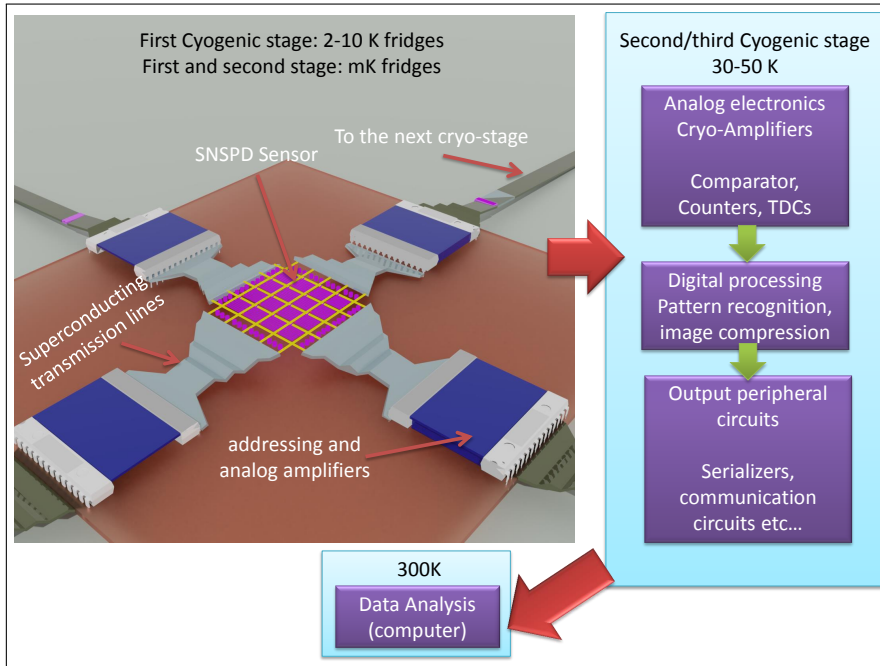 First Cyogenic stage: 2-10 K fridges
First and second stage: mK fridges
To the next cryo-stage
SNSPD Sensor
Superconducting
transmission lines
addressing and
analog amplifiers
Second/third Cyogenic stage
30-50 K
Analog electronics
Cryo-Amplifiers
Comparator,
Counters, TDCs
Digital processing
Pattern recognition,
image compression
Output peripheral
circuits
Serializers,
communication
circuits etc…
300K
Data Analysis
(computer)